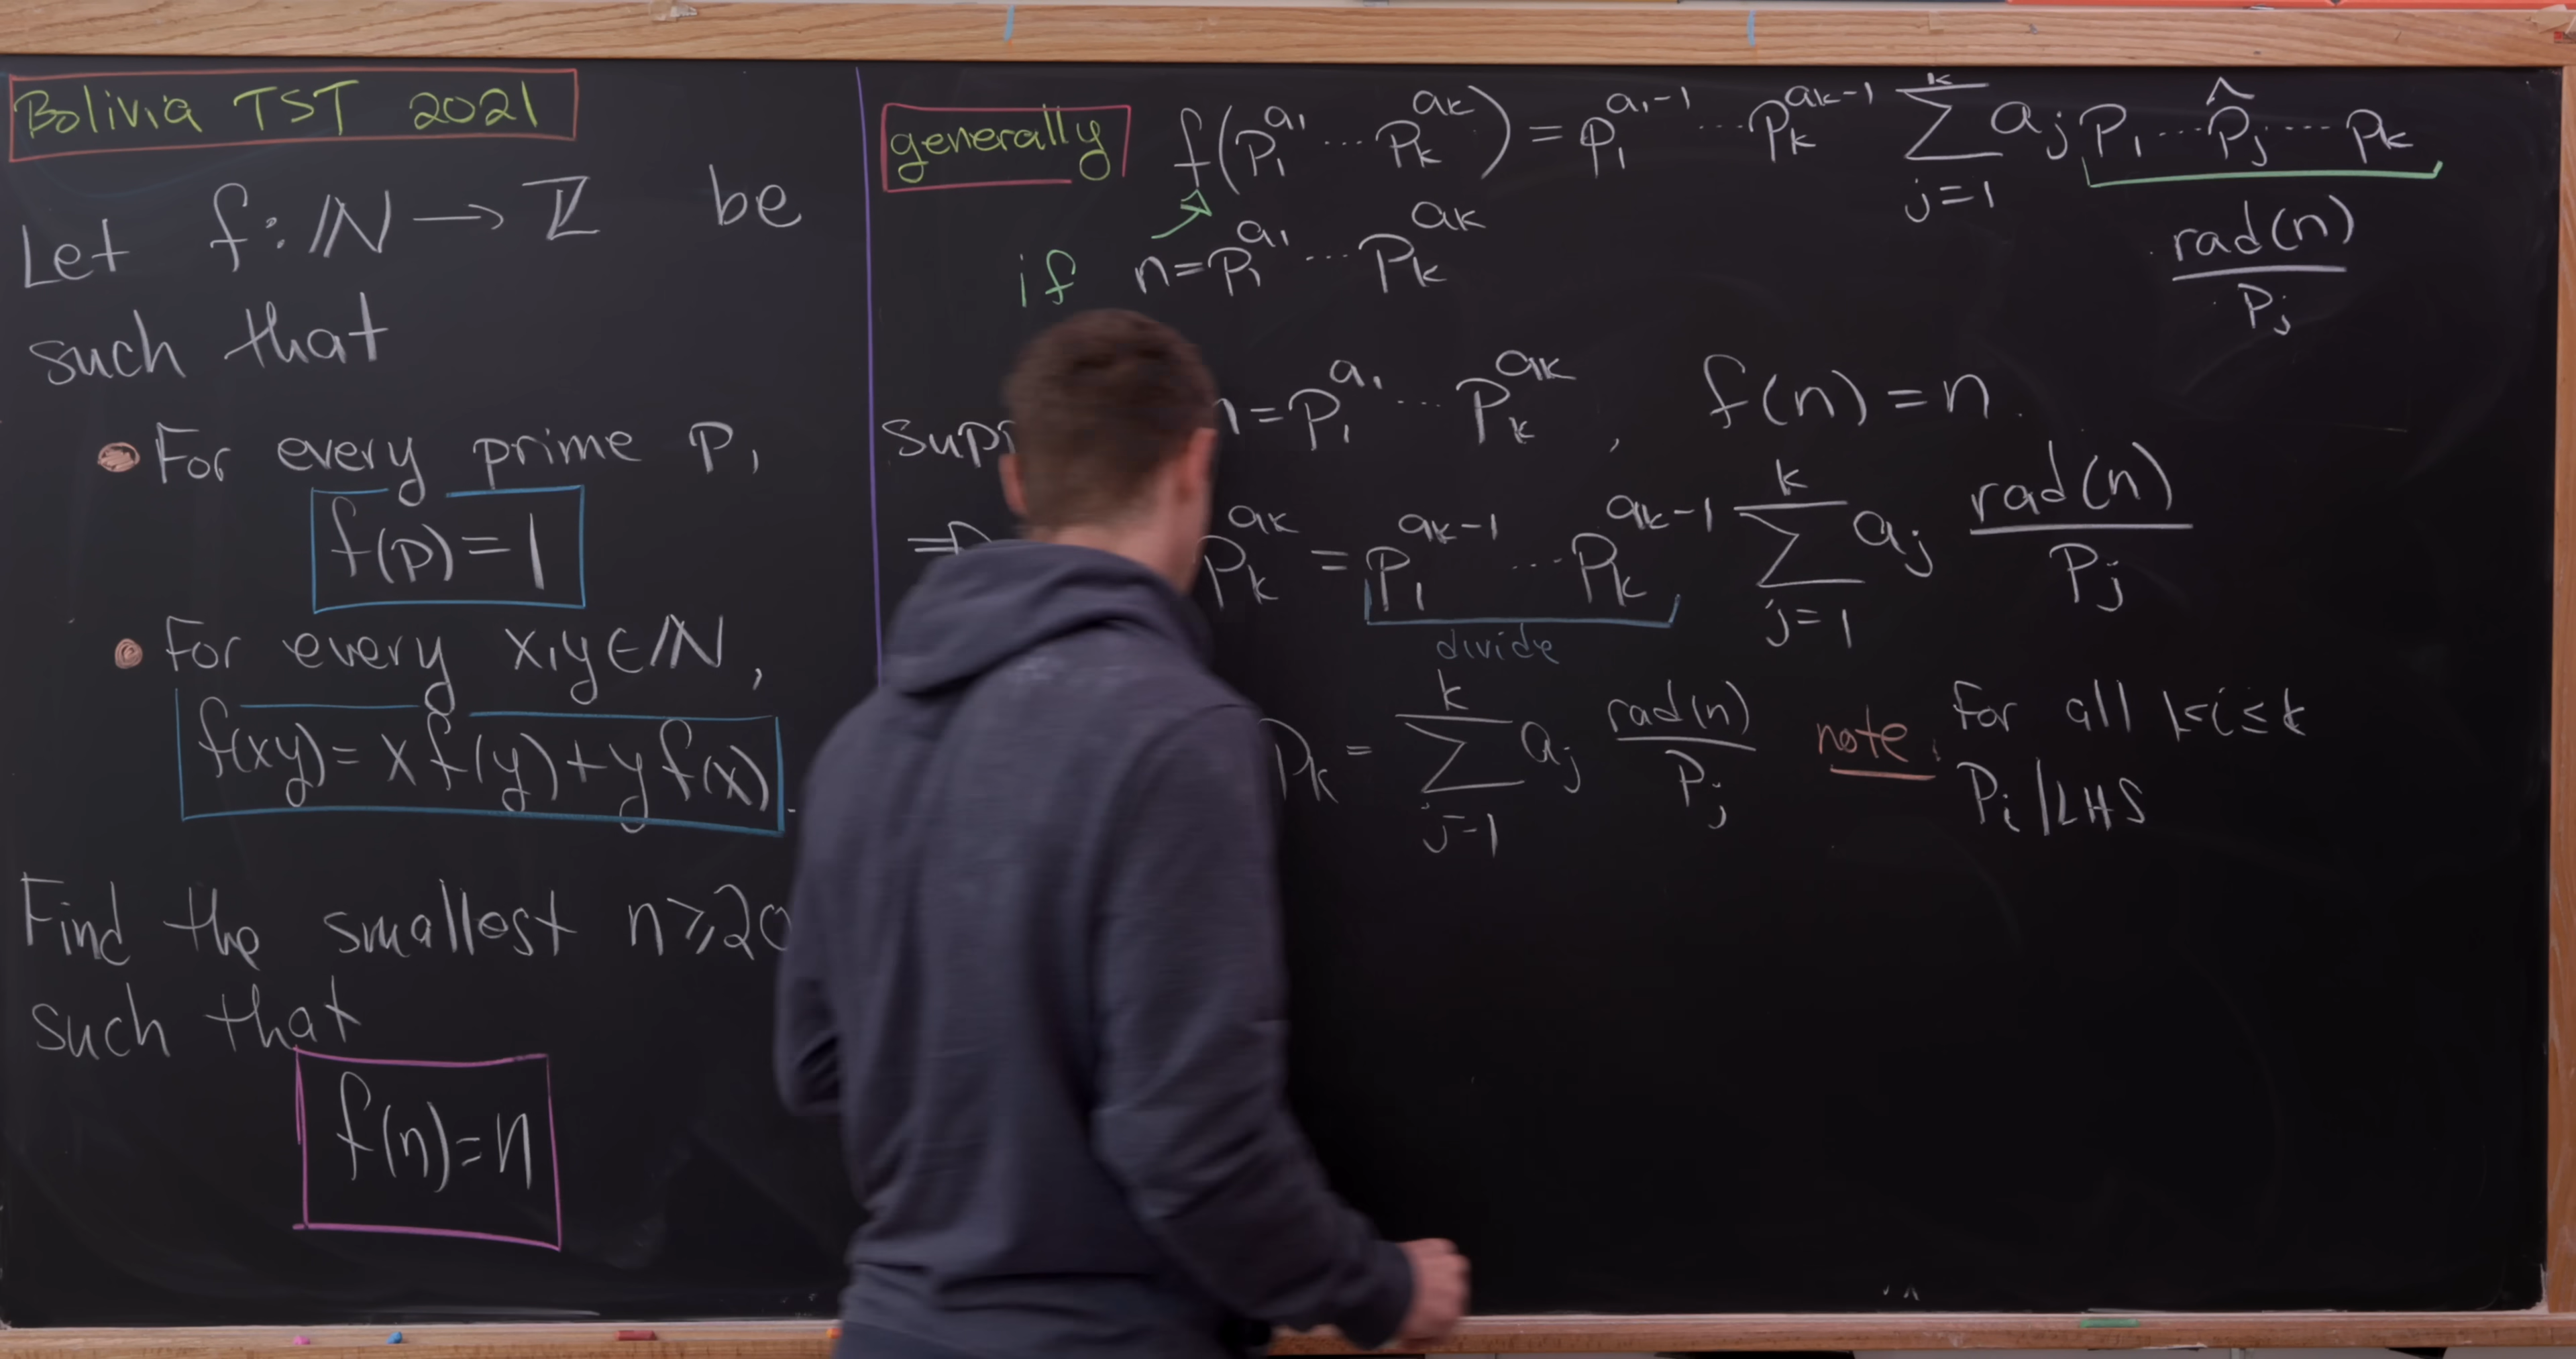 Bolivia TST 2021
Let f: ℕ → ℤ be
such that
• For every prime p,
f(p)=1
• For every x,y∈ℕ,
f(xy)= x f(y)+y f(x).
Find the smallest n≥20
such that
f(n)=n
generally f(p₁^{a₁} ⋯ p_k^{a_k}) = p₁^{a₁-1} ⋯ p_k^{a_k-1} ∑_{j=1}^{k} a_j p₁ ⋯ p̂_j ⋯ p_k
rad(n)/p_j
if n=p₁^{a₁} ⋯ p_k^{a_k}
n=p₁^{a₁} ⋯ p_k^{a_k}, f(n)=n.
⇒ p_k^{a_k} = p₁^{a_k-1} ⋯ p_k^{a_k-1} ∑_{j=1}^{k} a_j rad(n)/p_j
divide
p_k = ∑_{j=1}^{k} a_j rad(n)/p_j note: for all 1<i≤k
p_i | LHS